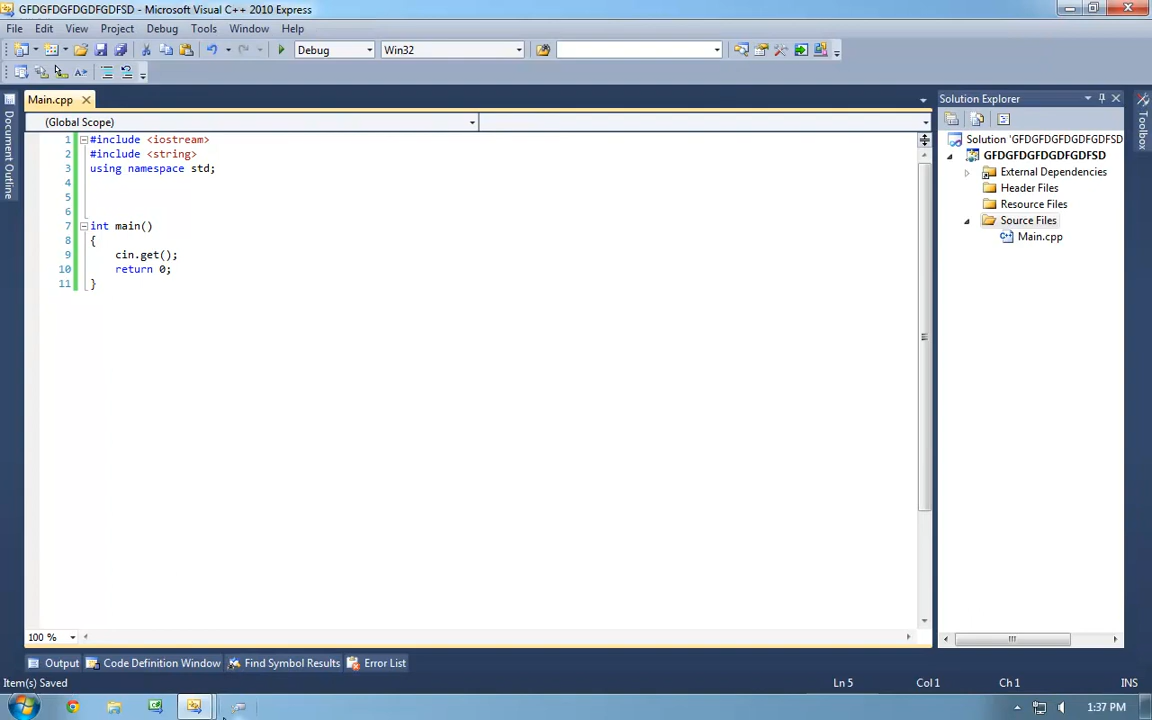 GFDGFDGFDGFDGFDFSD - Microsoft Visual C++ 2010 Express
File Edit View Project Debug Tools Window Help
Debug Win32
Main.cpp
Solution Explorer
(Global Scope)
Document Outline
Toolbox
Solution 'GFDGFDGFDGFDGFDFSD
GFDGFDGFDGFDGFDFSD
External Dependencies
Header Files
Resource Files
Source Files
Main.cpp
1 #include <iostream>
2 #include <string>
3 using namespace std;
4
5
6
7 int main()
8 {
9 cin.get();
10 return 0;
11 }
100 %
Output Code Definition Window Find Symbol Results Error List
Item(s) Saved Ln 5 Col 1 Ch 1 INS
1:37 PM